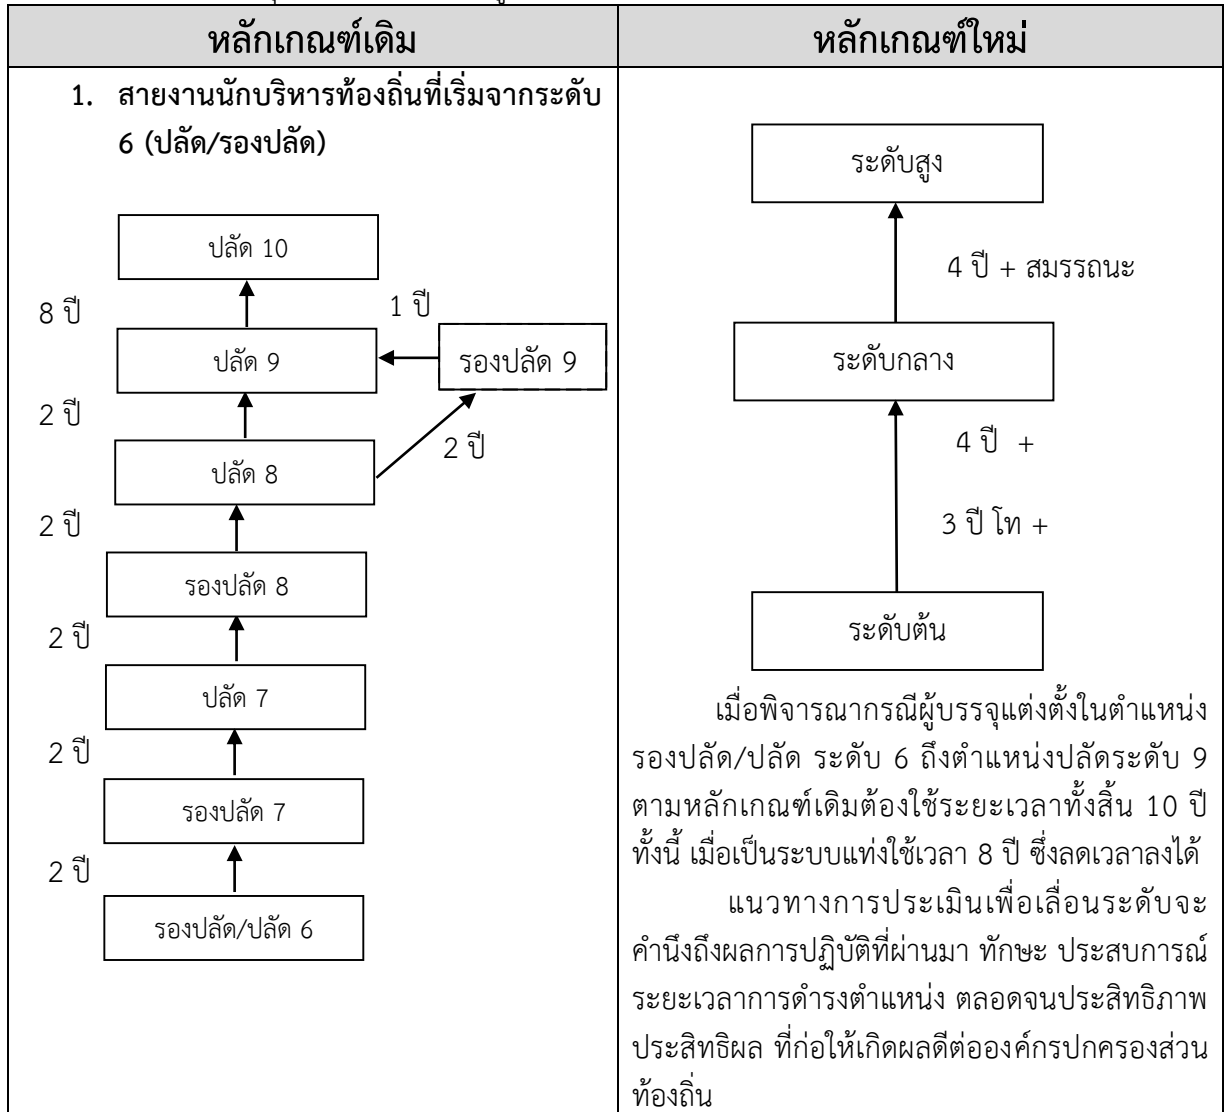 หลักเกณฑ์เดิม
หลักเกณฑ์ใหม่
1. สายงานนักบริหารท้องถิ่นที่เริ่มจากระดับ
6 (ปลัด/รองปลัด)
ปลัด 10
8 ปี
1 ปี
ปลัด 9
รองปลัด 9
2 ปี
2 ปี
ปลัด 8
2 ปี
รองปลัด 8
2 ปี
ปลัด 7
2 ปี
รองปลัด 7
2 ปี
รองปลัด/ปลัด 6
ระดับสูง
4 ปี + สมรรถนะ
ระดับกลาง
4 ปี +
3 ปี โท +
ระดับต้น
เมื่อพิจารณากรณีผู้บรรจุแต่งตั้งในตำแหน่ง
รองปลัด/ปลัด ระดับ 6 ถึงตำแหน่งปลัดระดับ 9
ตามหลักเกณฑ์เดิมต้องใช้ระยะเวลาทั้งสิ้น 10 ปี
ทั้งนี้ เมื่อเป็นระบบแท่งใช้เวลา 8 ปี ซึ่งลดเวลาลงได้
แนวทางการประเมินเพื่อเลื่อนระดับจะ
คำนึงถึงผลการปฏิบัติที่ผ่านมา ทักษะ ประสบการณ์
ระยะเวลาการดำรงตำแหน่ง ตลอดจนประสิทธิภาพ
ประสิทธิผล ที่ก่อให้เกิดผลดีต่อองค์กรปกครองส่วน
ท้องถิ่น